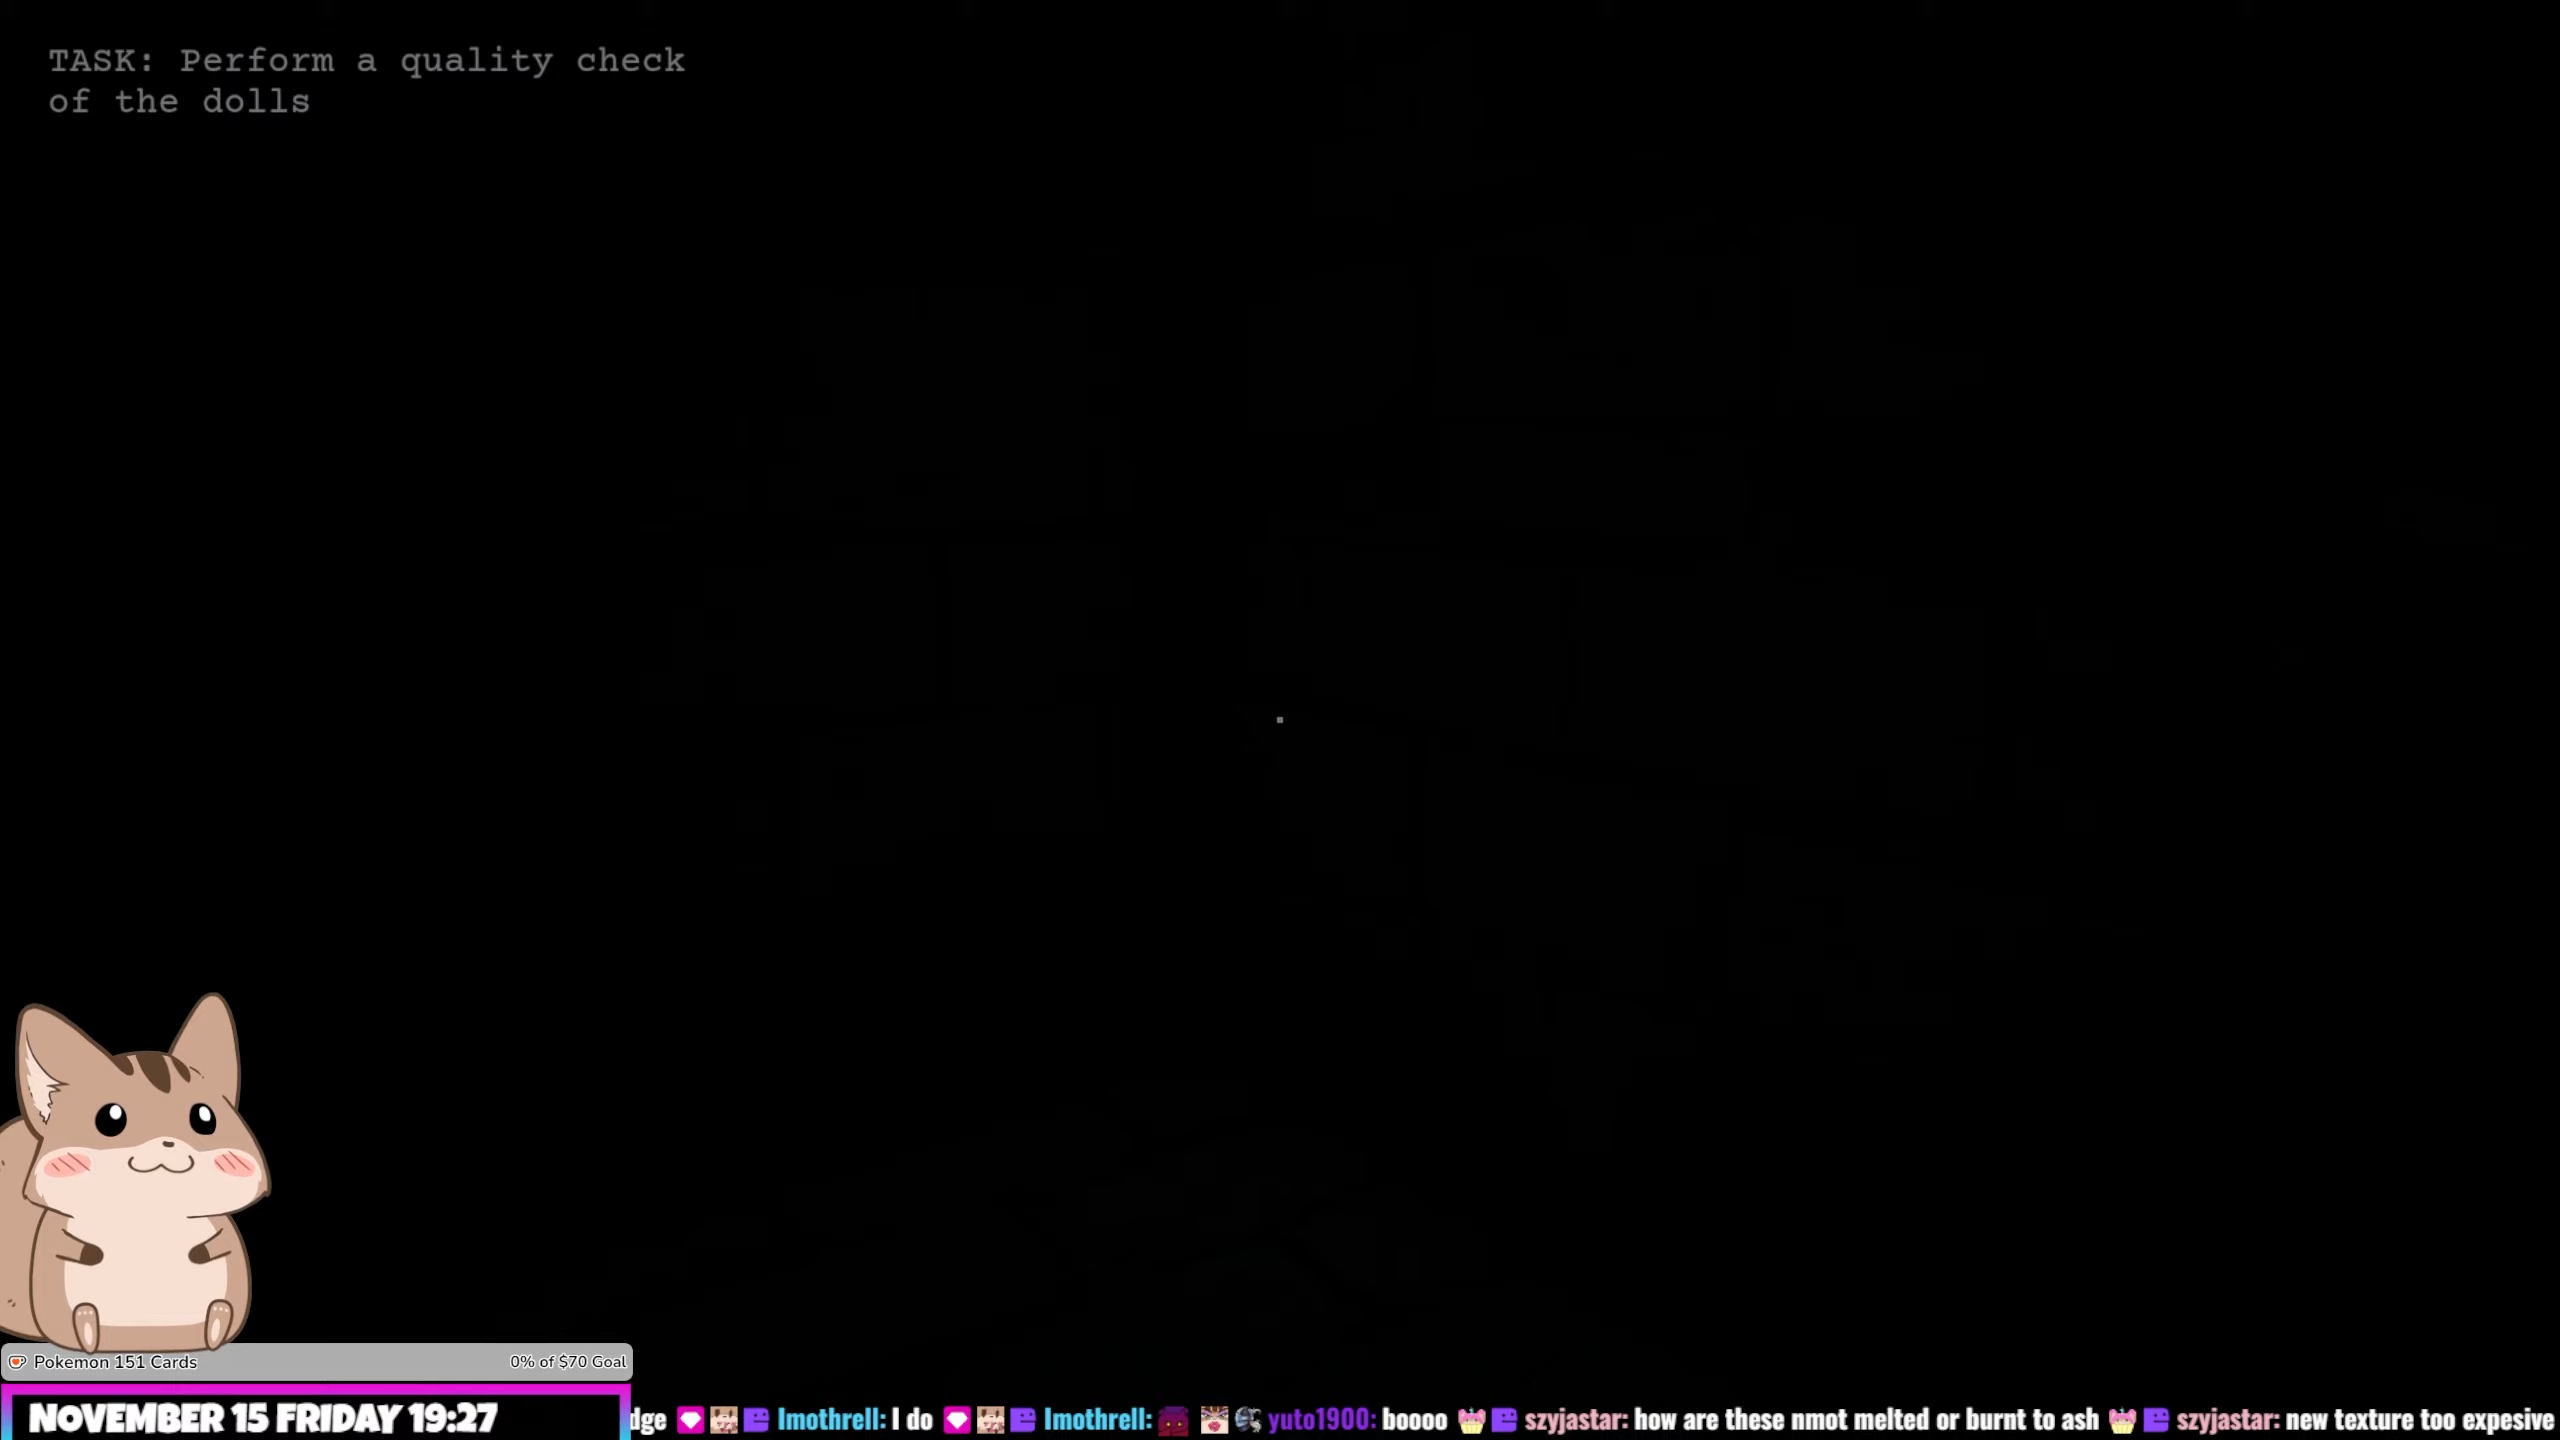 TASK: Perform a quality check
of the dolls
Pokemon 151 Cards 0% of $70 Goal
NOVEMBER 15 FRIDAY 19:27
dge lmothrell: I do lmothrell: yuto1900: boooo szyjastar: how are these nmot melted or burnt to ash szyjastar: new texture too expesive